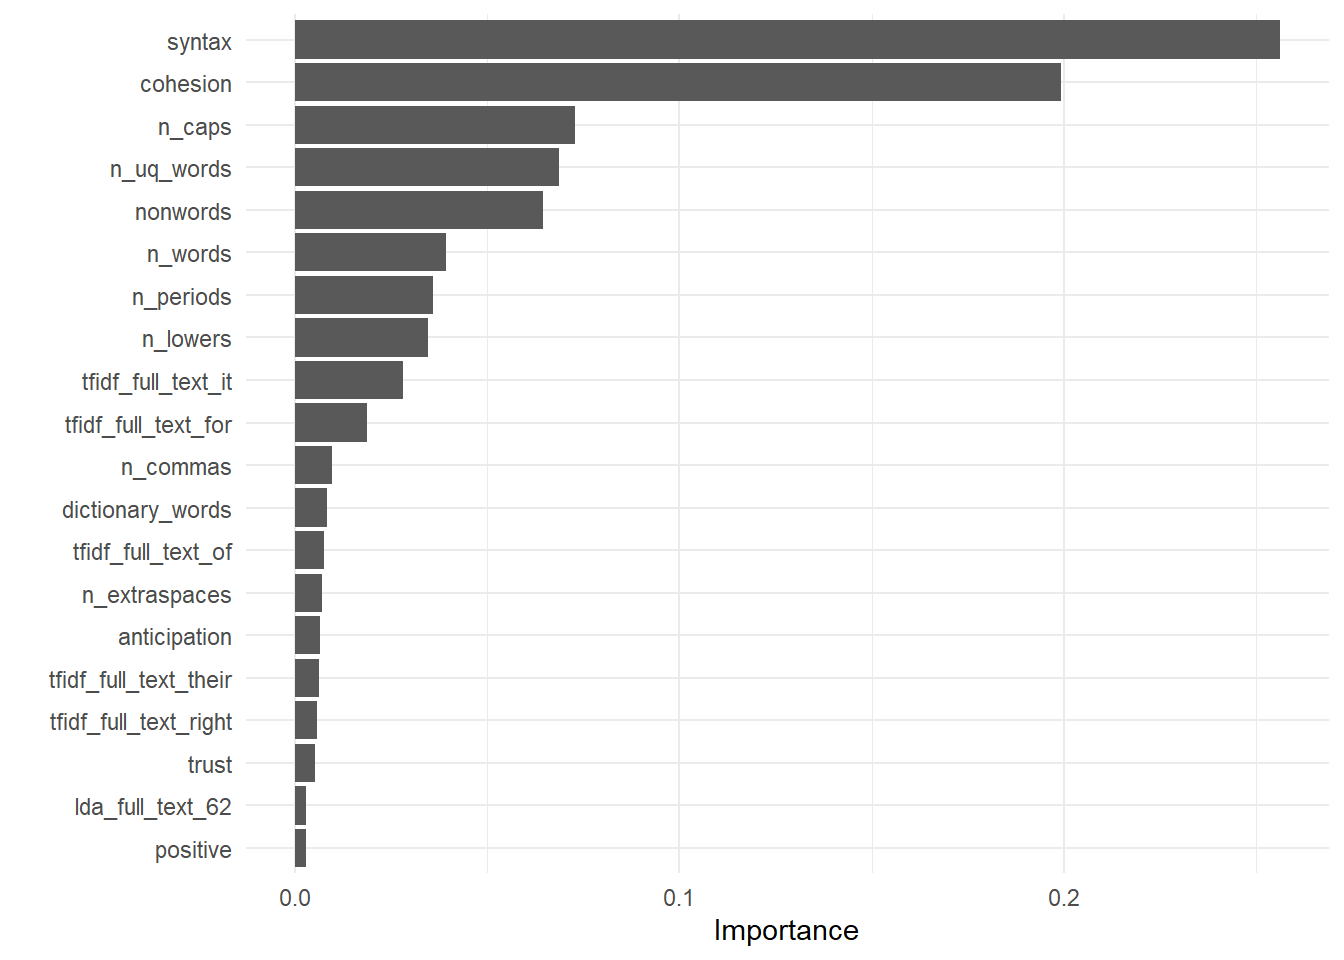 syntax
cohesion
n_caps
n_uq_words
nonwords
n_words
n_periods
n_lowers
tfidf_full_text_it
tfidf_full_text_for
n_commas
dictionary_words
tfidf_full_text_of
n_extraspaces
anticipation
tfidf_full_text_their
tfidf_full_text_right
trust
lda_full_text_62
positive
0.0 0.1 0.2
Importance